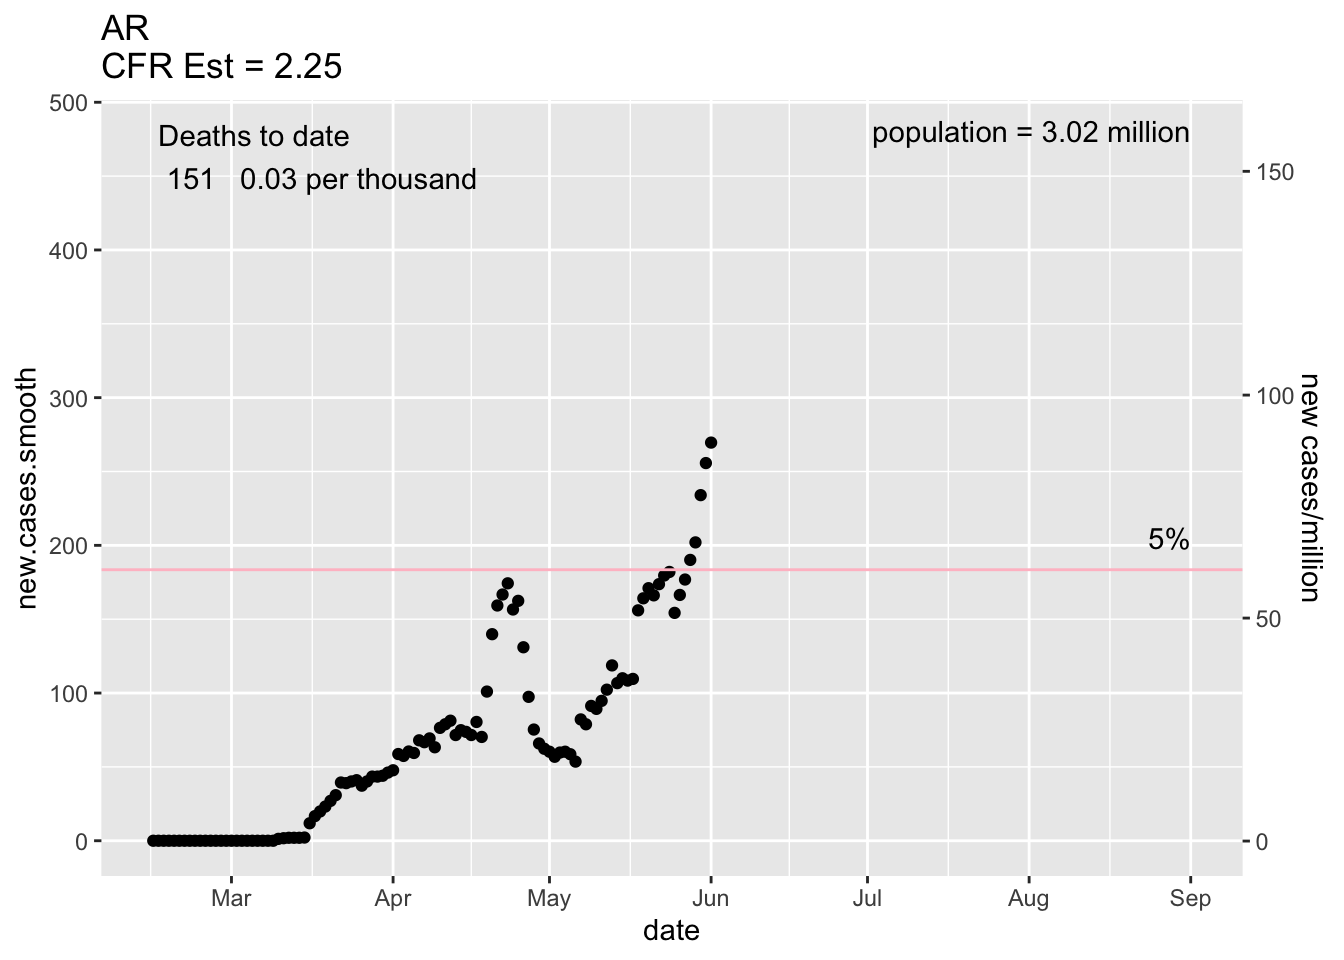 AR
CFR Est = 2.25
Deaths to date
151 0.03 per thousand
population = 3.02 million
5%
500
400
300
200
100
0
new.cases.smooth
150
100
50
0
new cases/million
Mar Apr May Jun Jul Aug Sep
date